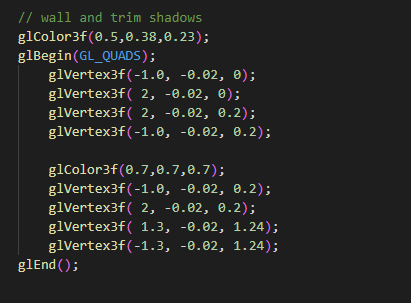 // wall and trim shadows
glColor3f(0.5,0.38,0.23);
glBegin(GL_QUADS);
    glVertex3f(-1.0, -0.02, 0);
    glVertex3f( 2, -0.02, 0);
    glVertex3f( 2, -0.02, 0.2);
    glVertex3f(-1.0, -0.02, 0.2);

    glColor3f(0.7,0.7,0.7);
    glVertex3f(-1.0, -0.02, 0.2);
    glVertex3f( 2, -0.02, 0.2);
    glVertex3f( 1.3, -0.02, 1.24);
    glVertex3f(-1.3, -0.02, 1.24);
glEnd();